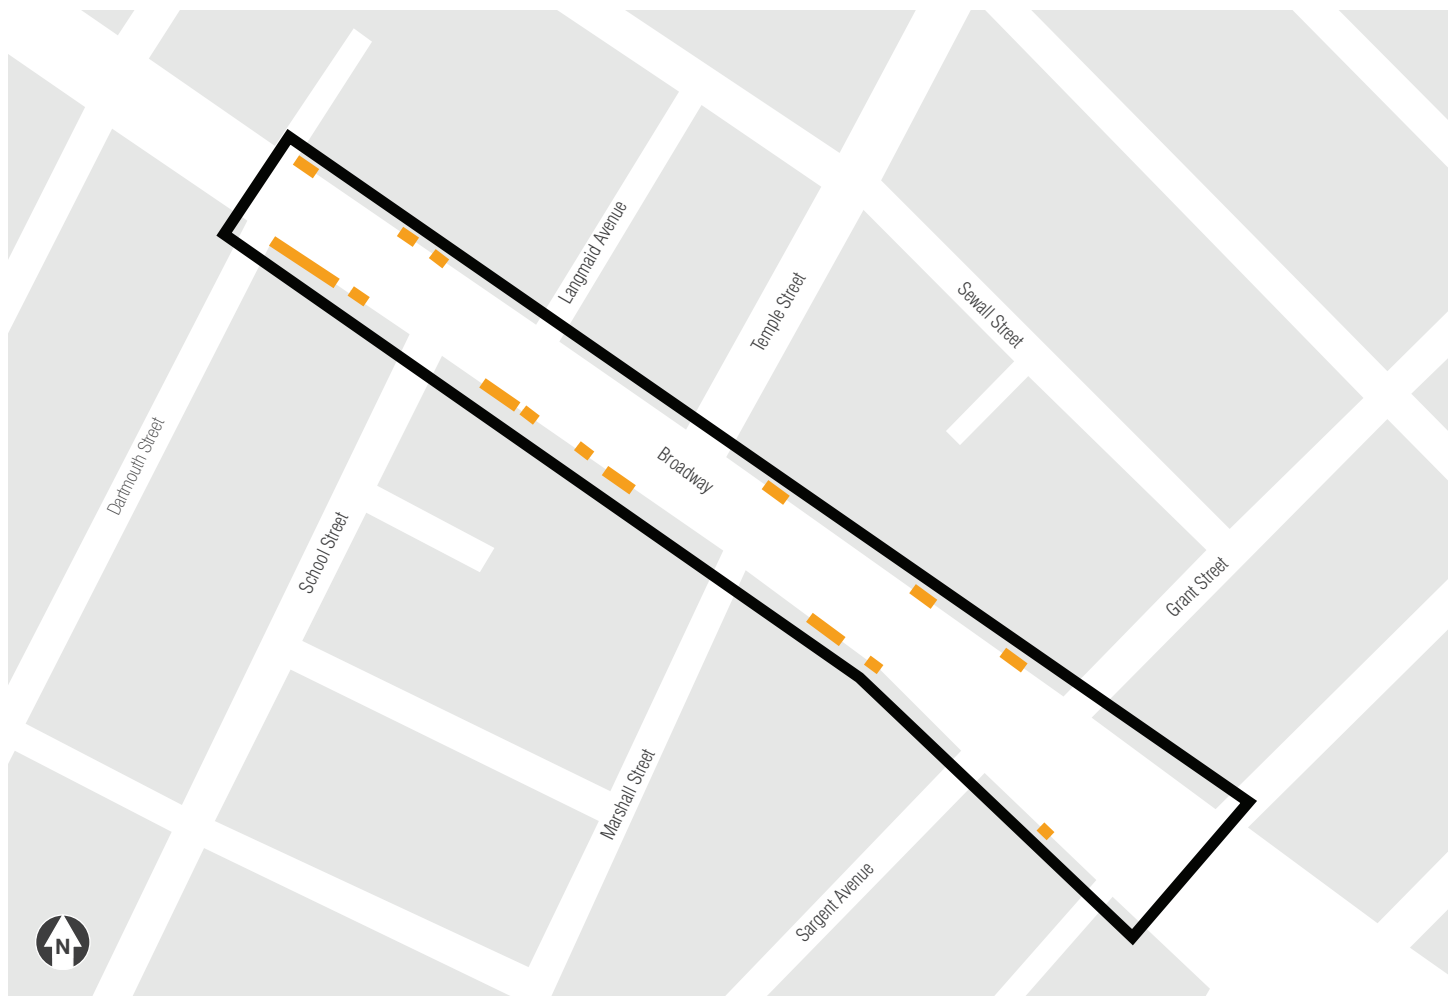 Langmaid Avenue
Temple Street
Sewall Street
Dartmouth Street
Broadway
School Street
Grant Street
Marshall Street
Sargent Avenue
N